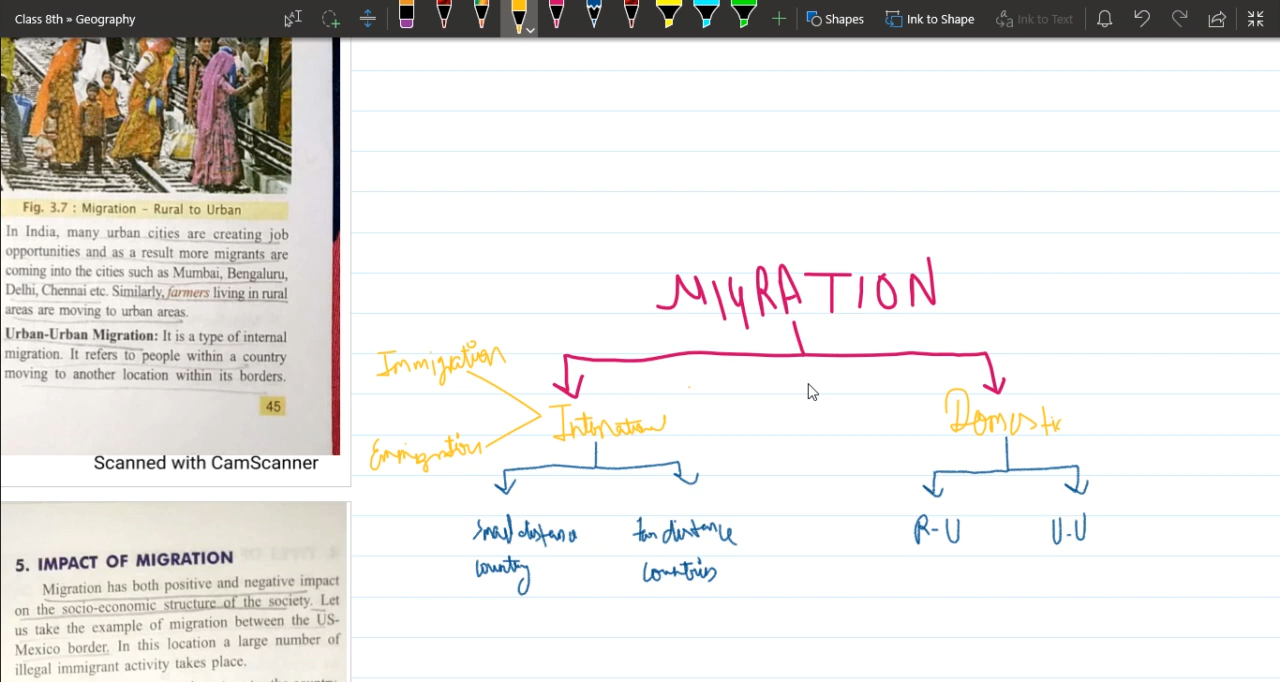 Class 8th » Geography
Shapes
Ink to Shape
Ink to Text
Fig. 3.7 : Migration – Rural to Urban
In India, many urban cities are creating job
opportunities and as a result more migrants are
coming into the cities such as Mumbai, Bengaluru,
Delhi, Chennai etc. Similarly, farmers living in rural
areas are moving to urban areas.
Urban-Urban Migration: It is a type of internal
migration. It refers to people within a country
moving to another location within its borders.
45
Scanned with CamScanner
5. IMPACT OF MIGRATION
Migration has both positive and negative impact
on the socio-economic structure of the society. Let
us take the example of migration between the US-
Mexico border. In this location a large number of
illegal immigrant activity takes place.
MIGRATION
Immigration
Emmigration
Domestic
Small distance
country
far distance
countries
R-U
U-U